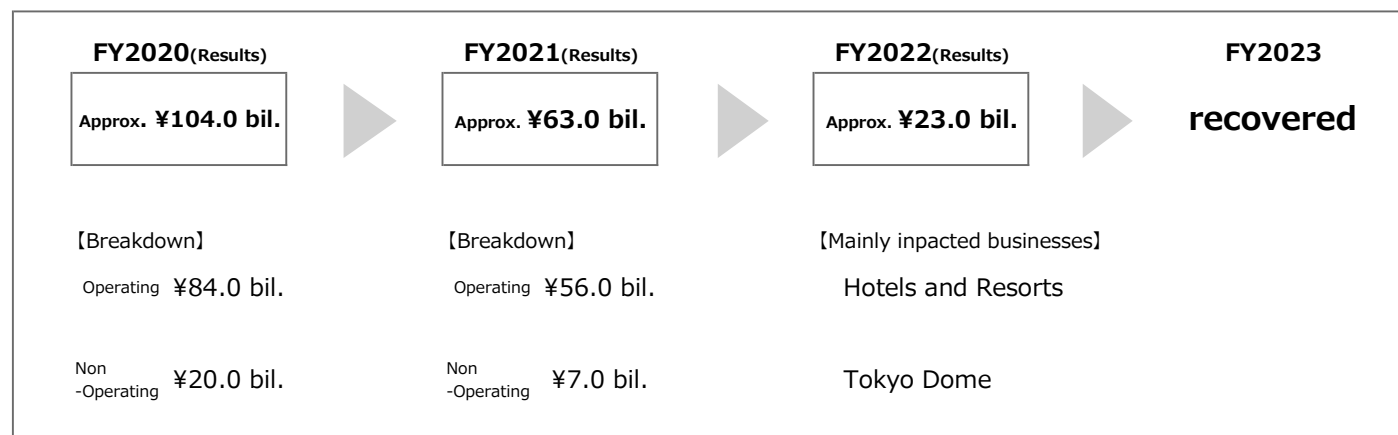 FY2020(Results)
FY2021(Results)
FY2022(Results)
FY2023
Approx. ¥104.0 bil.
Approx. ¥63.0 bil.
Approx. ¥23.0 bil.
recovered
【Breakdown】
【Breakdown】
【Mainly inpacted businesses】
Operating ¥84.0 bil.
Operating ¥56.0 bil.
Hotels and Resorts
Non
-Operating ¥20.0 bil.
Non
-Operating ¥7.0 bil.
Tokyo Dome